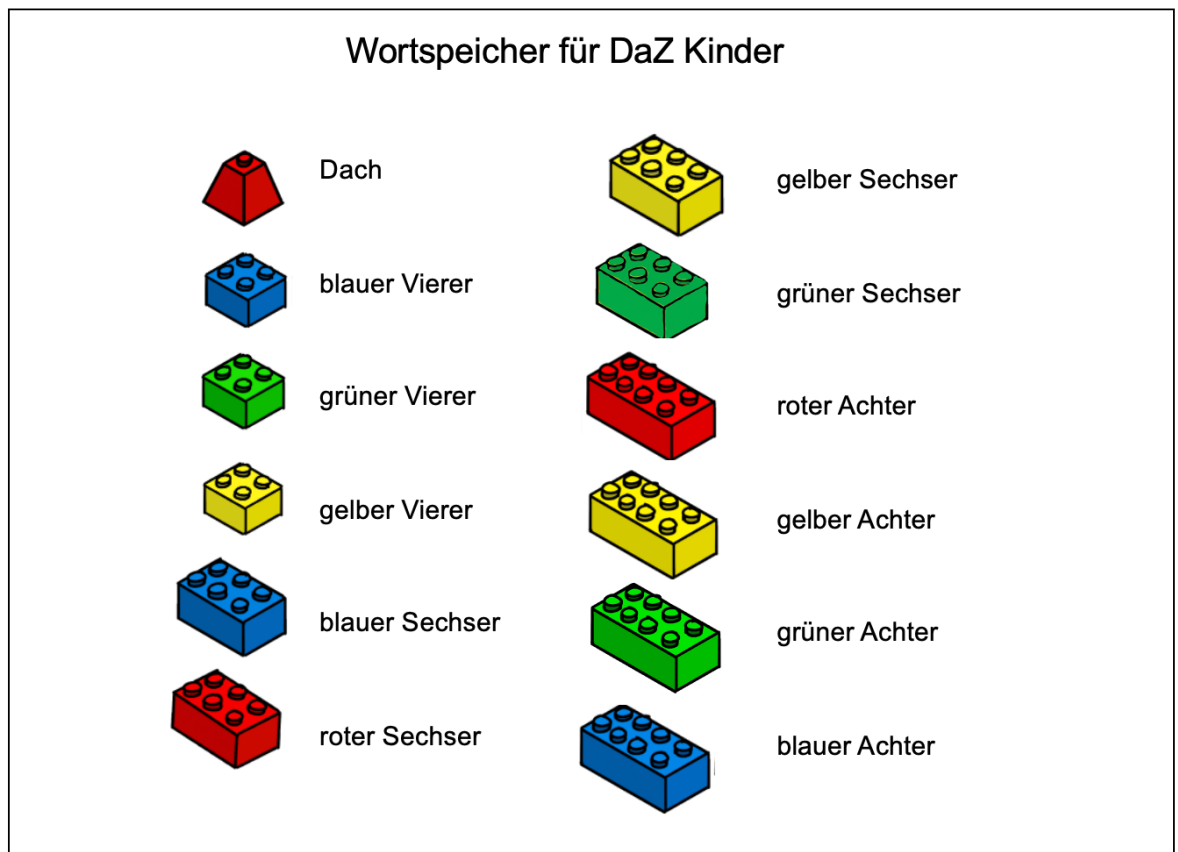 Wortspeicher für DaZ Kinder
Dach
blauer Vierer
grüner Vierer
gelber Vierer
blauer Sechser
roter Sechser
gelber Sechser
grüner Sechser
roter Achter
gelber Achter
grüner Achter
blauer Achter